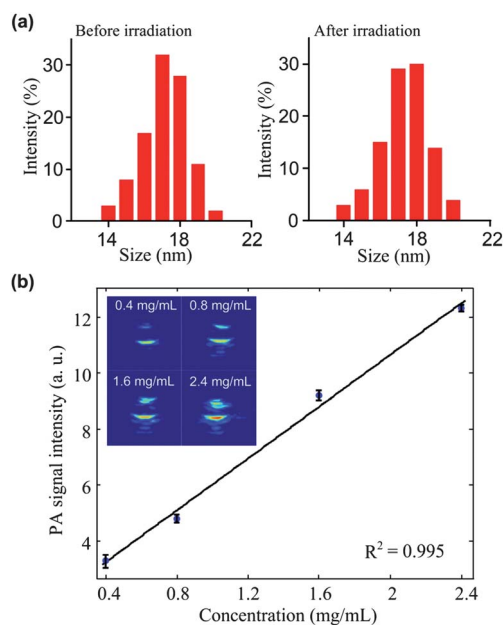 (a)
Before irradiation
After irradiation
Intensity (%)
30
20
10
0
10 14 18 22
Size (nm)
Intensity (%)
30
20
10
0
10 14 18 22
Size (nm)
(b)
PA signal intensity (a. u.)
12
10
8
6
4
0.4 mg/mL 0.8 mg/mL
1.6 mg/mL 2.4 mg/mL
R² = 0.995
0.4 0.8 1.2 1.6 2.0 2.4
Concentration (mg/mL)